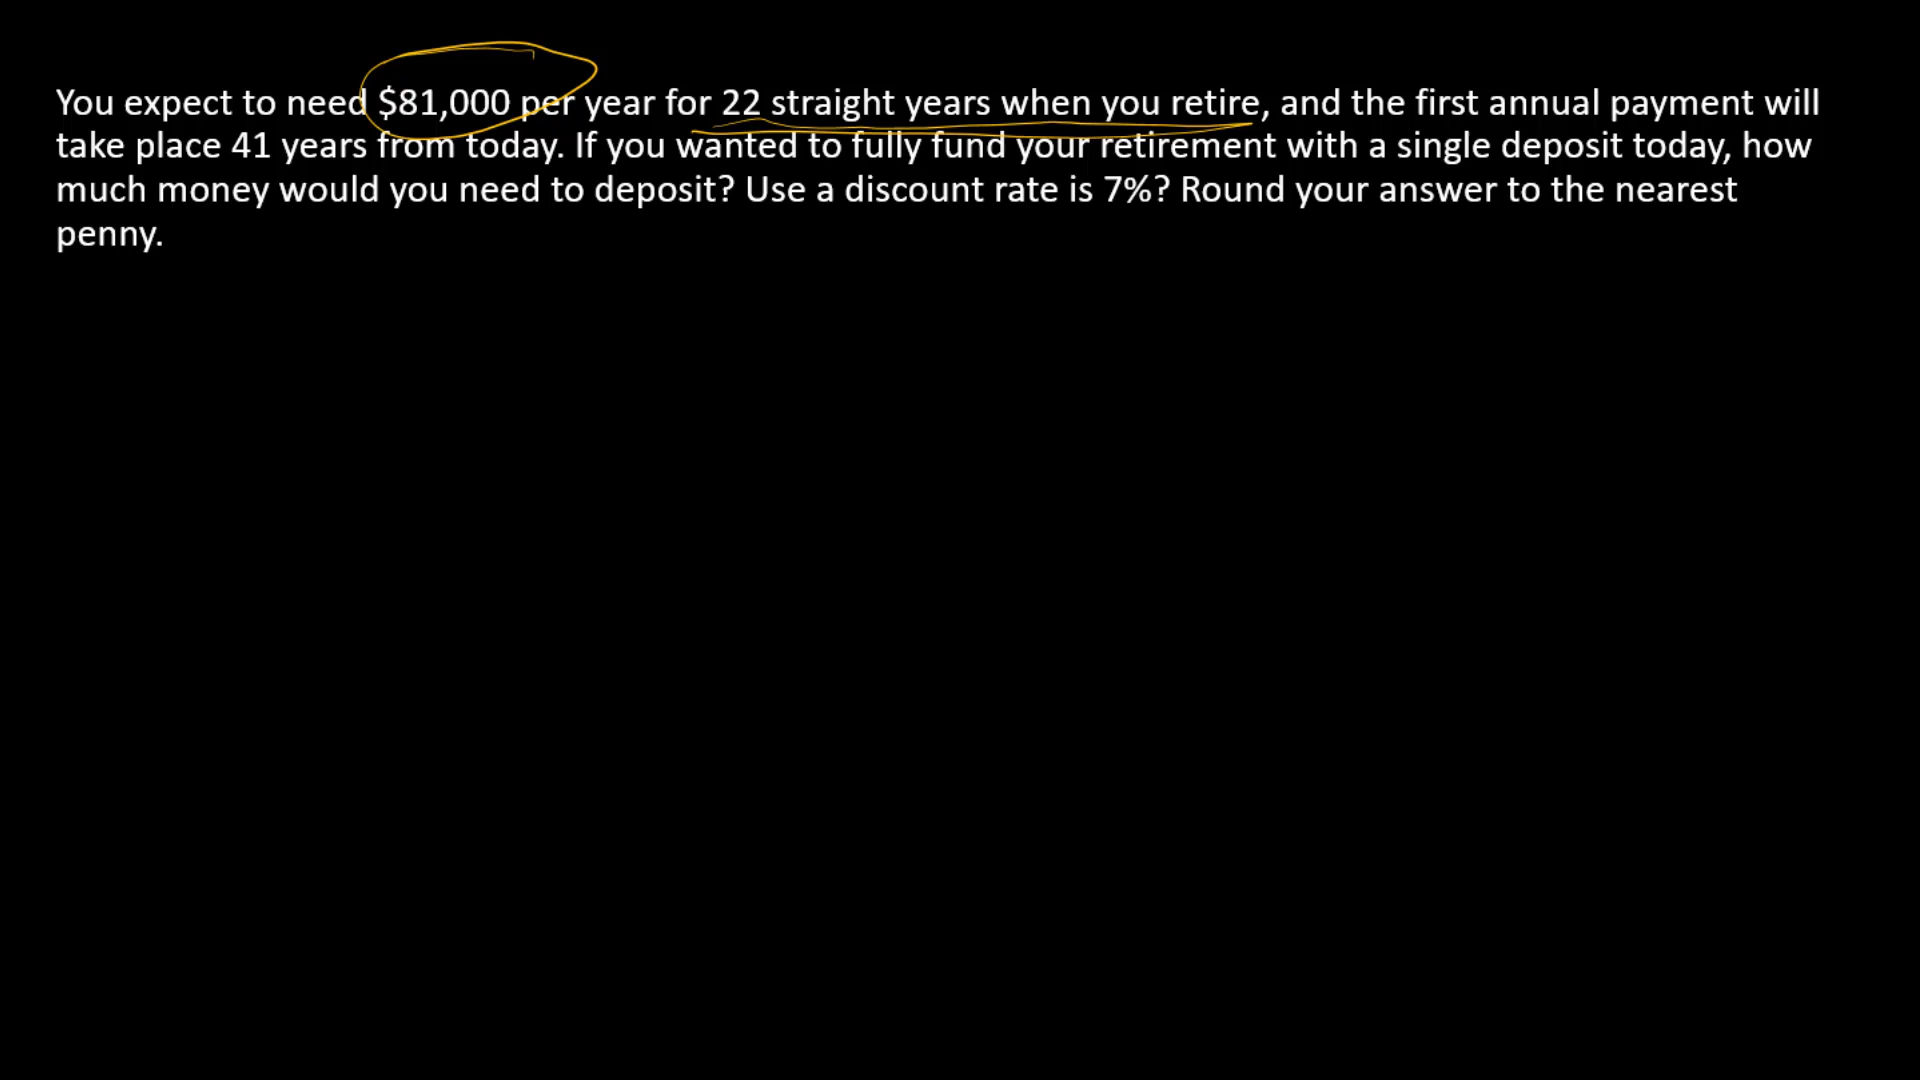 You expect to need $81,000 per year for 22 straight years when you retire, and the first annual payment will
take place 41 years from today. If you wanted to fully fund your retirement with a single deposit today, how
much money would you need to deposit? Use a discount rate is 7%? Round your answer to the nearest
penny.